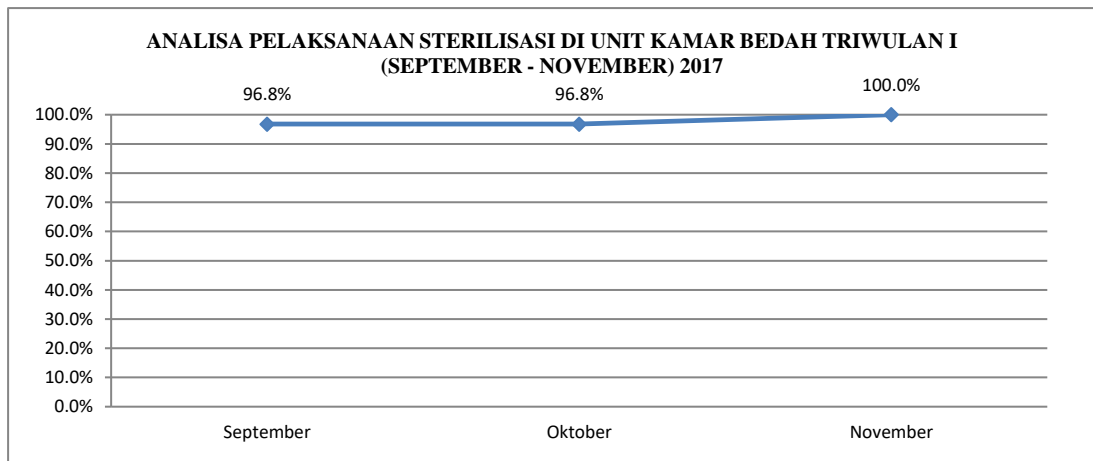 ANALISA PELAKSANAAN STERILISASI DI UNIT KAMAR BEDAH TRIWULAN I
(SEPTEMBER - NOVEMBER) 2017
96.8%
96.8%
100.0%
100.0%
90.0%
80.0%
70.0%
60.0%
50.0%
40.0%
30.0%
20.0%
10.0%
0.0%
September
Oktober
November